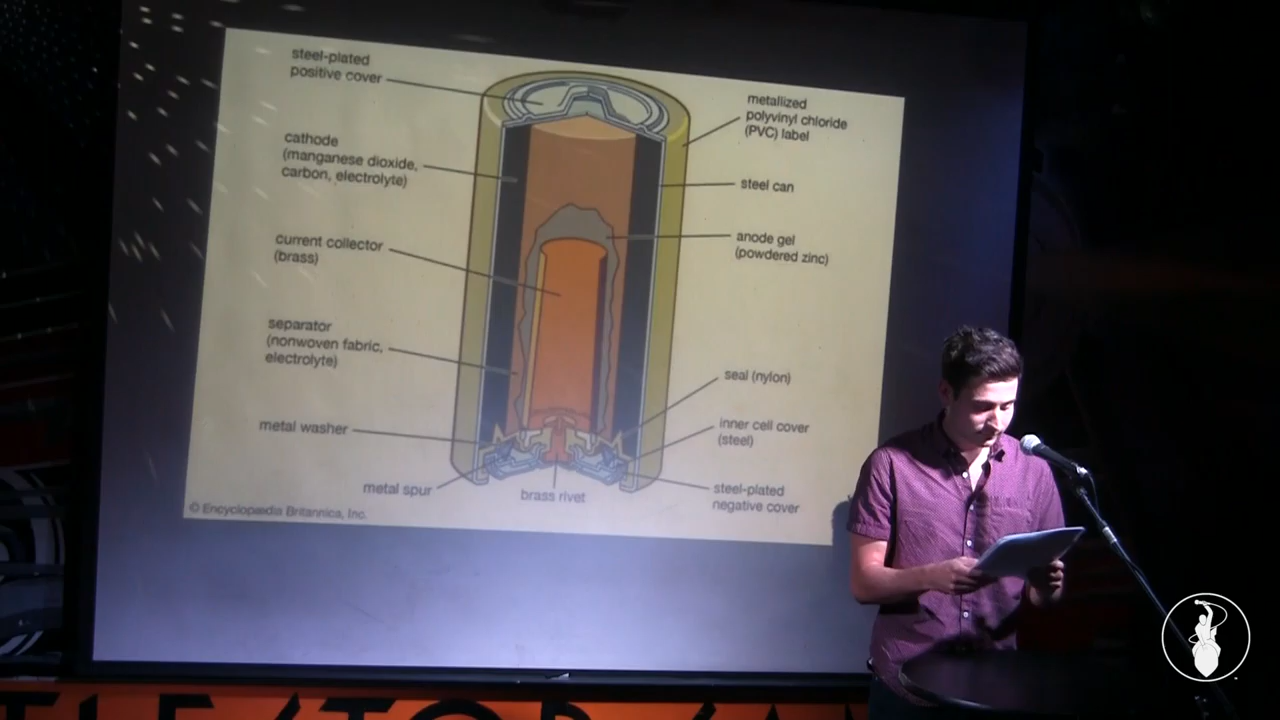 steel-plated
positive cover
cathode
(manganese dioxide,
carbon, electrolyte)
current collector
(brass)
separator
(nonwoven fabric,
electrolyte)
metal washer
metal spur
brass rivet
metallized
polyvinyl chloride
(PVC) label
steel can
anode gel
(powdered zinc)
seal (nylon)
inner cell cover
(steel)
steel-plated
negative cover
© Encyclopædia Britannica, Inc.